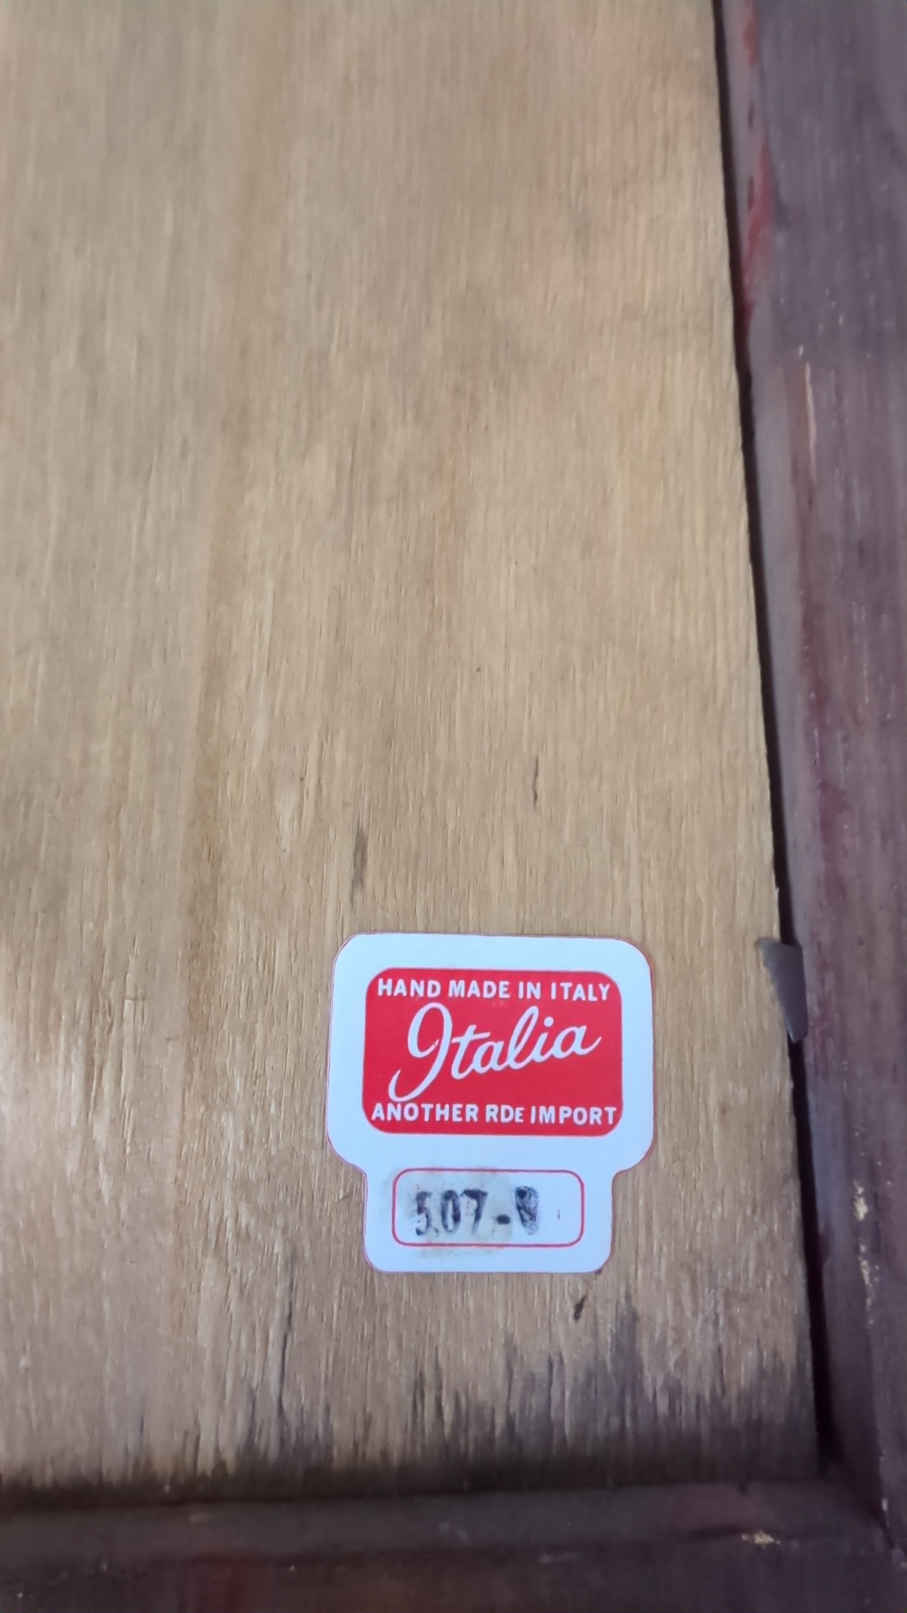 HAND MADE IN ITALY
Italia
ANOTHER RDE IMPORT
507-